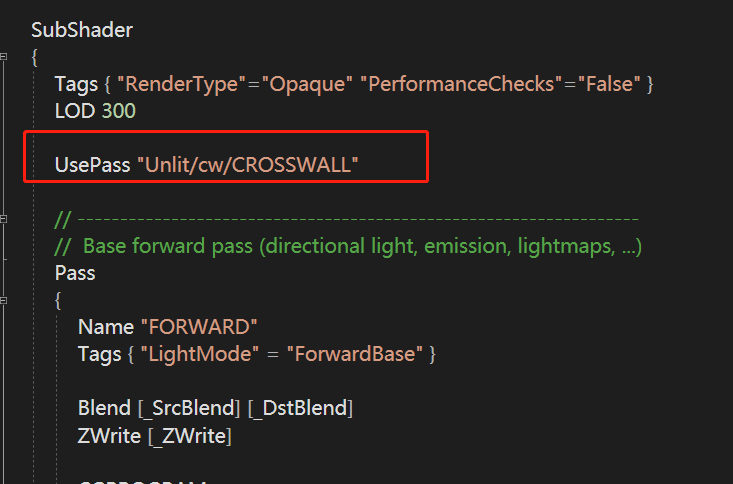 SubShader
{
Tags { "RenderType"="Opaque" "PerformanceChecks"="False" }
LOD 300
UsePass "Unlit/cw/CROSSWALL"
// ------------------------------------------------------------------
// Base forward pass (directional light, emission, lightmaps, ...)
Pass
{
Name "FORWARD"
Tags { "LightMode" = "ForwardBase" }
Blend [_SrcBlend] [_DstBlend]
ZWrite [_ZWrite]